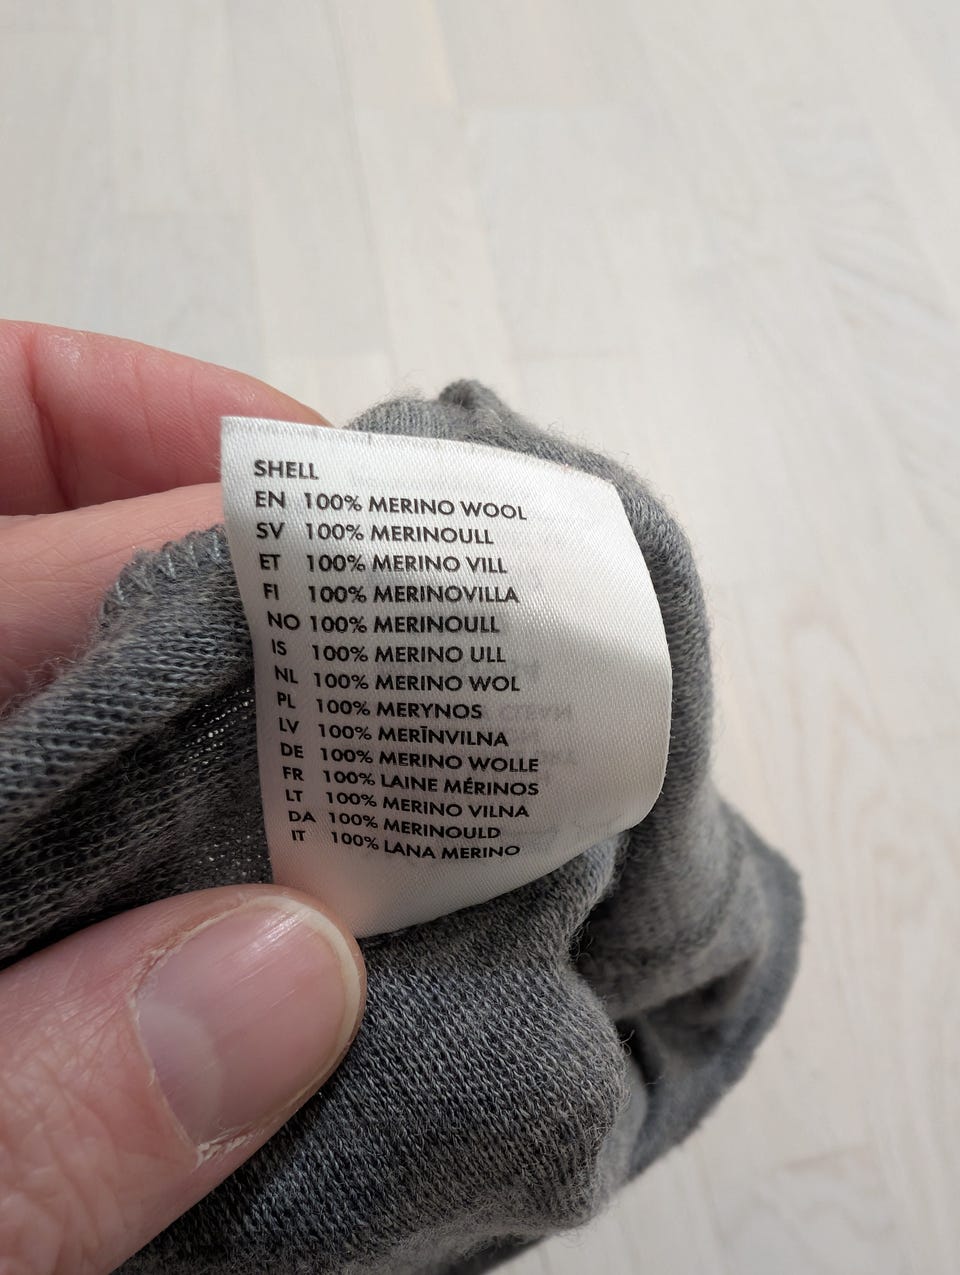 SHELL
EN 100% MERINO WOOL
SV 100% MERINOULL
ET 100% MERINO VILL
FI 100% MERINOVILLA
NO 100% MERINOULL
IS 100% MERINO ULL
NL 100% MERINO WOL
PL 100% MERYNOS
LV 100% MERĪNVILNA
DE 100% MERINO WOLLE
FR 100% LAINE MÉRINOS
LT 100% MERINO VILNA
DA 100% MERINOULD
IT 100% LANA MERINO